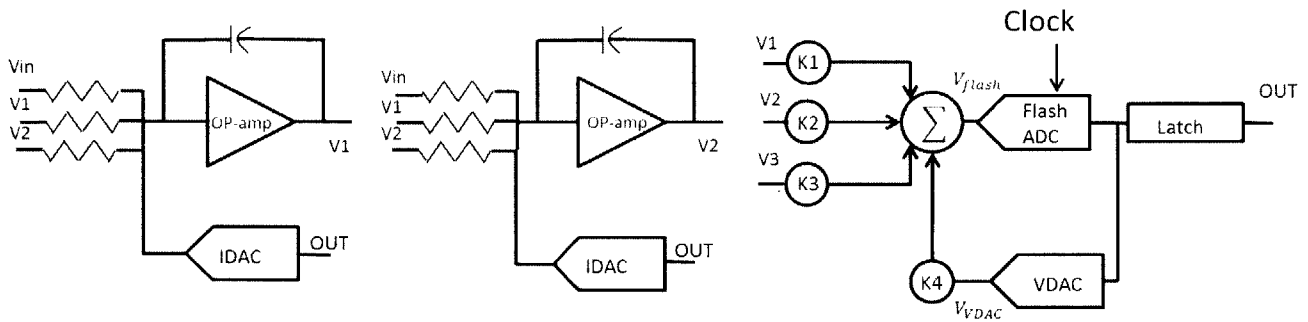 Vin
V1
V2
OP-amp
V1
IDAC
OUT
Vin
V1
V2
OP-amp
V2
IDAC
OUT
Clock
V1
K1
V2
K2
V3
K3
Σ
V_flash
Flash
ADC
Latch
OUT
K4
V_VDAC
VDAC